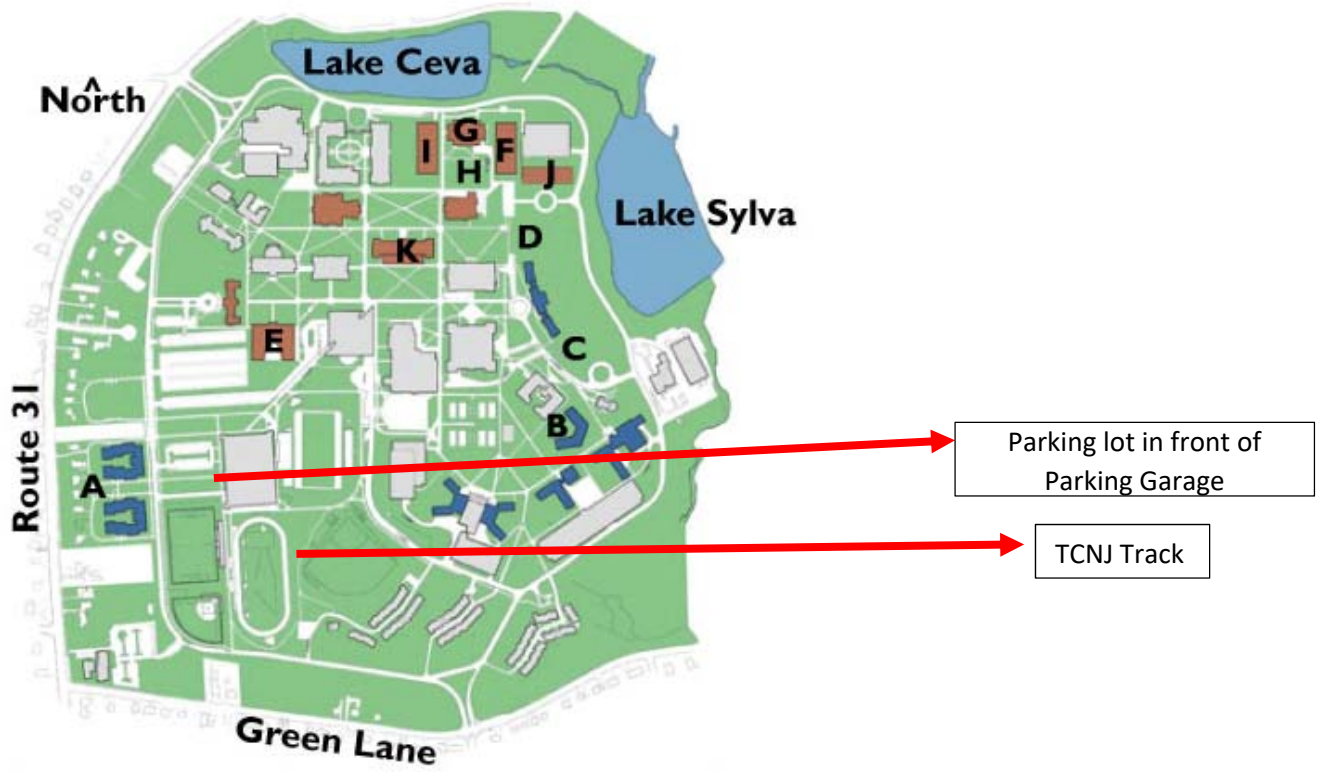 Lake Ceva
^
North
G
I
F
H
J
Lake Sylva
D
K
E
C
B
Parking lot in front of
Parking Garage
A
Route 31
TCNJ Track
Green Lane